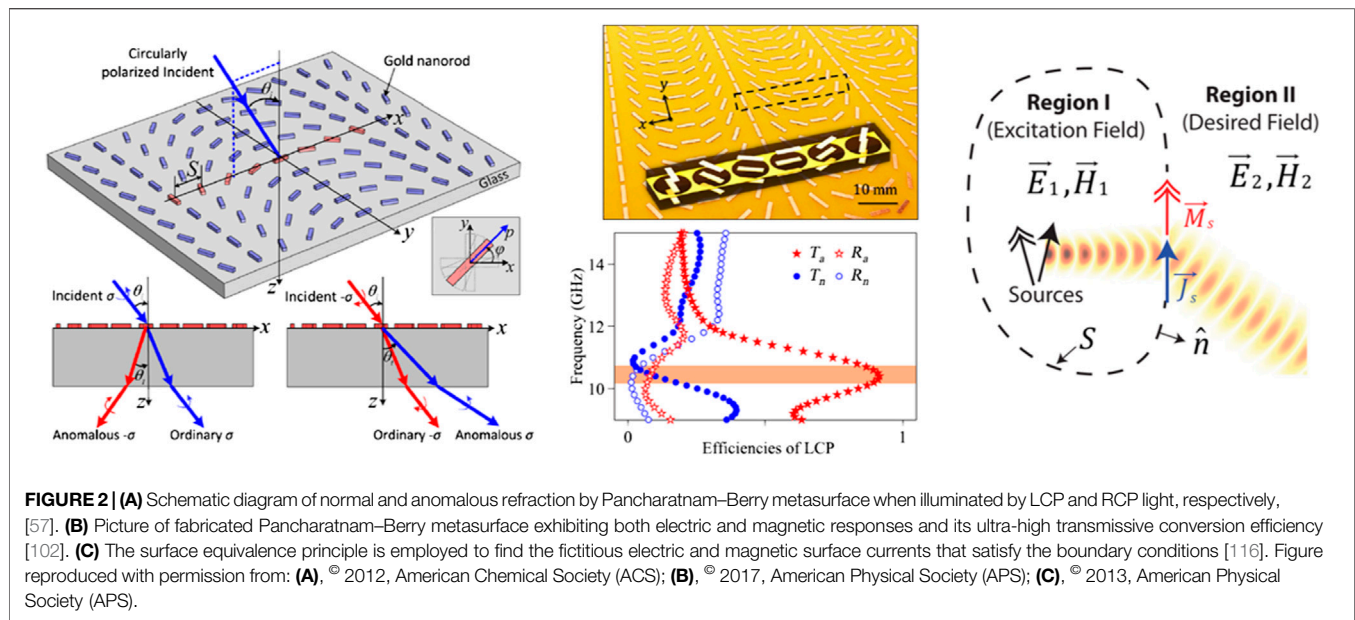 Circularly
polarized Incident
Gold nanorod
θ
x
S
Glass
y
z
y
p
φ
x
Incident σ
θ
x
θt
z
Anomalous -σ
Ordinary σ
Incident -σ
θ
x
θt
z
Ordinary -σ
Anomalous σ
y
x
10 mm
Frequency (GHz)
14
12
10
Ta
Ra
Tn
Rn
0
1
Efficiencies of LCP
Region I
(Excitation Field)
E1, H1
Sources
S
Region II
(Desired Field)
E2, H2
Ms
Js
n̂
FIGURE 2 | (A) Schematic diagram of normal and anomalous refraction by Pancharatnam–Berry metasurface when illuminated by LCP and RCP light, respectively,
[57]. (B) Picture of fabricated Pancharatnam–Berry metasurface exhibiting both electric and magnetic responses and its ultra-high transmissive conversion efficiency
[102]. (C) The surface equivalence principle is employed to find the fictitious electric and magnetic surface currents that satisfy the boundary conditions [116]. Figure
reproduced with permission from: (A), © 2012, American Chemical Society (ACS); (B), © 2017, American Physical Society (APS); (C), © 2013, American Physical
Society (APS).